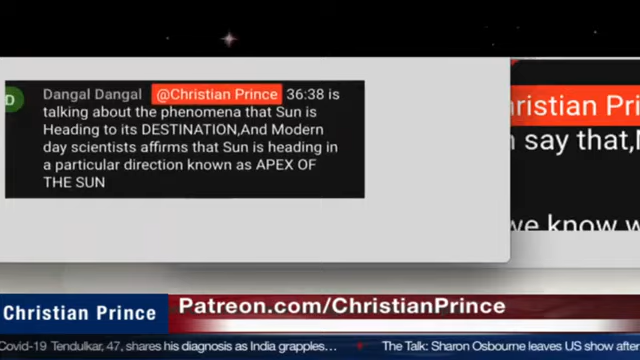 D
Dangal Dangal @Christian Prince 36:38 is
talking about the phenomena that Sun is
Heading to its DESTINATION,And Modern
day scientists affirms that Sun is heading in
a particular direction known as APEX OF
THE SUN
say that,
we know
Christian Prince
Patreon.com/ChristianPrince
Covid-19 Tendulkar, 47, shares his diagnosis as India grapples…
The Talk: Sharon Osbourne leaves US show after